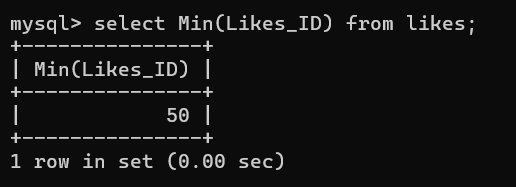 mysql> select Min(Likes_ID) from likes;
+---------------+
| Min(Likes_ID) |
+---------------+
|            50 |
+---------------+
1 row in set (0.00 sec)